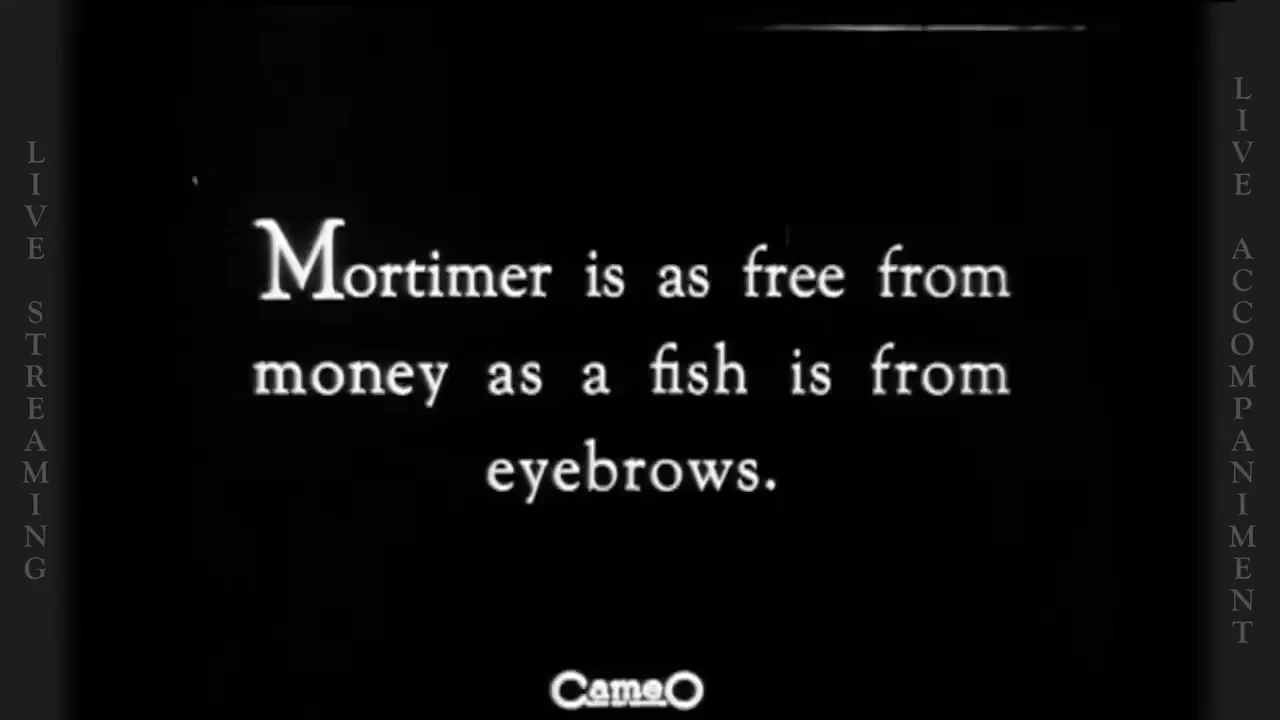 LIVE STREAMING
Mortimer is as free from
money as a fish is from
eyebrows.
CameO
LIVE ACCOMPANIMENT